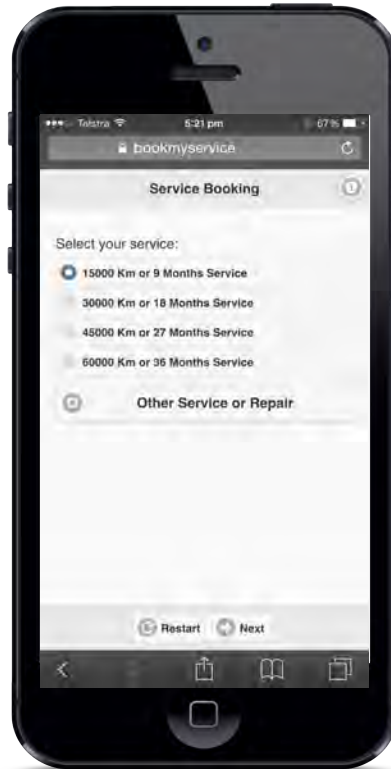 Telstra 5:21 pm 67%
bookmyservice
Service Booking
Select your service:
15000 Km or 9 Months Service
30000 Km or 18 Months Service
45000 Km or 27 Months Service
60000 Km or 36 Months Service
Other Service or Repair
Restart Next